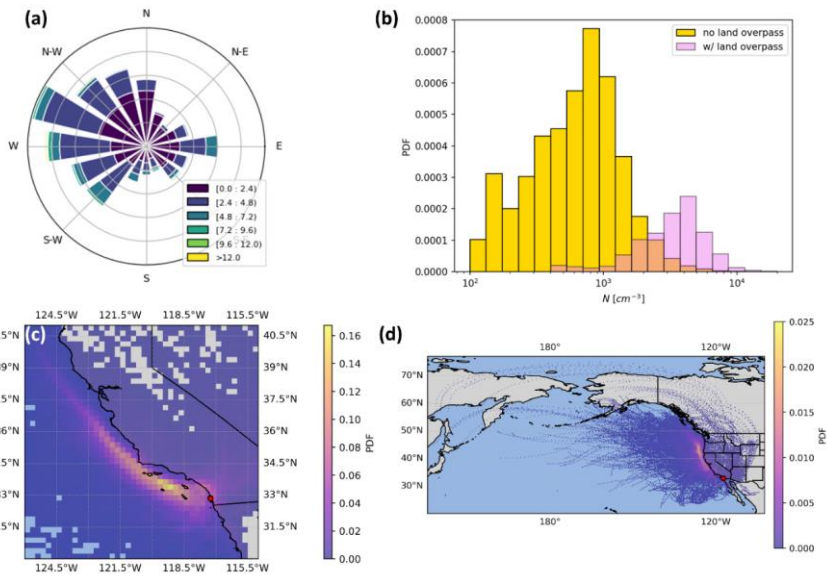 (a)
N
N-W
N-E
W
E
S-W
S
[0.0 : 2.4)
[2.4 : 4.8)
[4.8 : 7.2)
[7.2 : 9.6)
[9.6 : 12.0)
>12.0
(b)
0.0008
0.0007
0.0006
0.0005
0.0004
0.0003
0.0002
0.0001
0.0000
PDF
no land overpass
w/ land overpass
10²
10³
10⁴
N [cm⁻³]
(c)
124.5°W 121.5°W 118.5°W 115.5°W
40.5°N
39°N
36°N
33°N
37.5°N
34.5°N
31.5°N
124.5°W 121.5°W 118.5°W 115.5°W
0.16
0.14
0.12
0.10
0.08
0.06
0.04
0.02
0.00
PDF
(d)
180° 120°W
70°N
60°N
50°N
40°N
30°N
180° 120°W
0.025
0.020
0.015
0.010
0.005
0.000
PDF